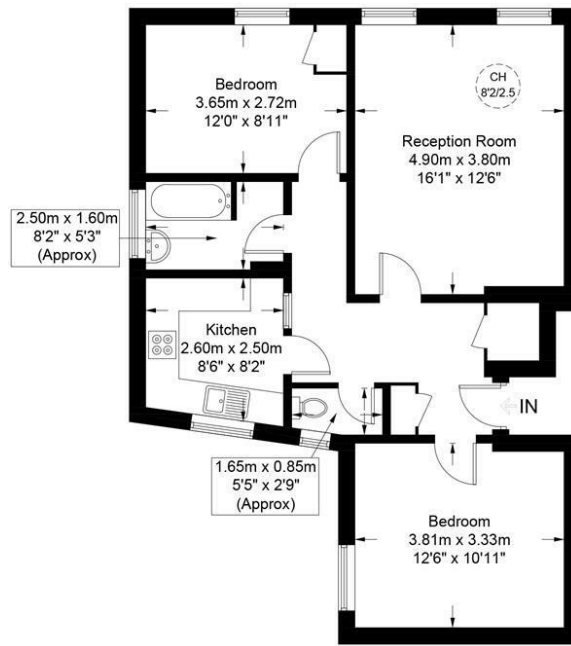 Bedroom
3.65m x 2.72m
12'0" x 8'11"
CH
8'2/2.5
Reception Room
4.90m x 3.80m
16'1" x 12'6"
2.50m x 1.60m
8'2" x 5'3"
(Approx)
Kitchen
2.60m x 2.50m
8'6" x 8'2"
IN
1.65m x 0.85m
5'5" x 2'9"
(Approx)
Bedroom
3.81m x 3.33m
12'6" x 10'11"